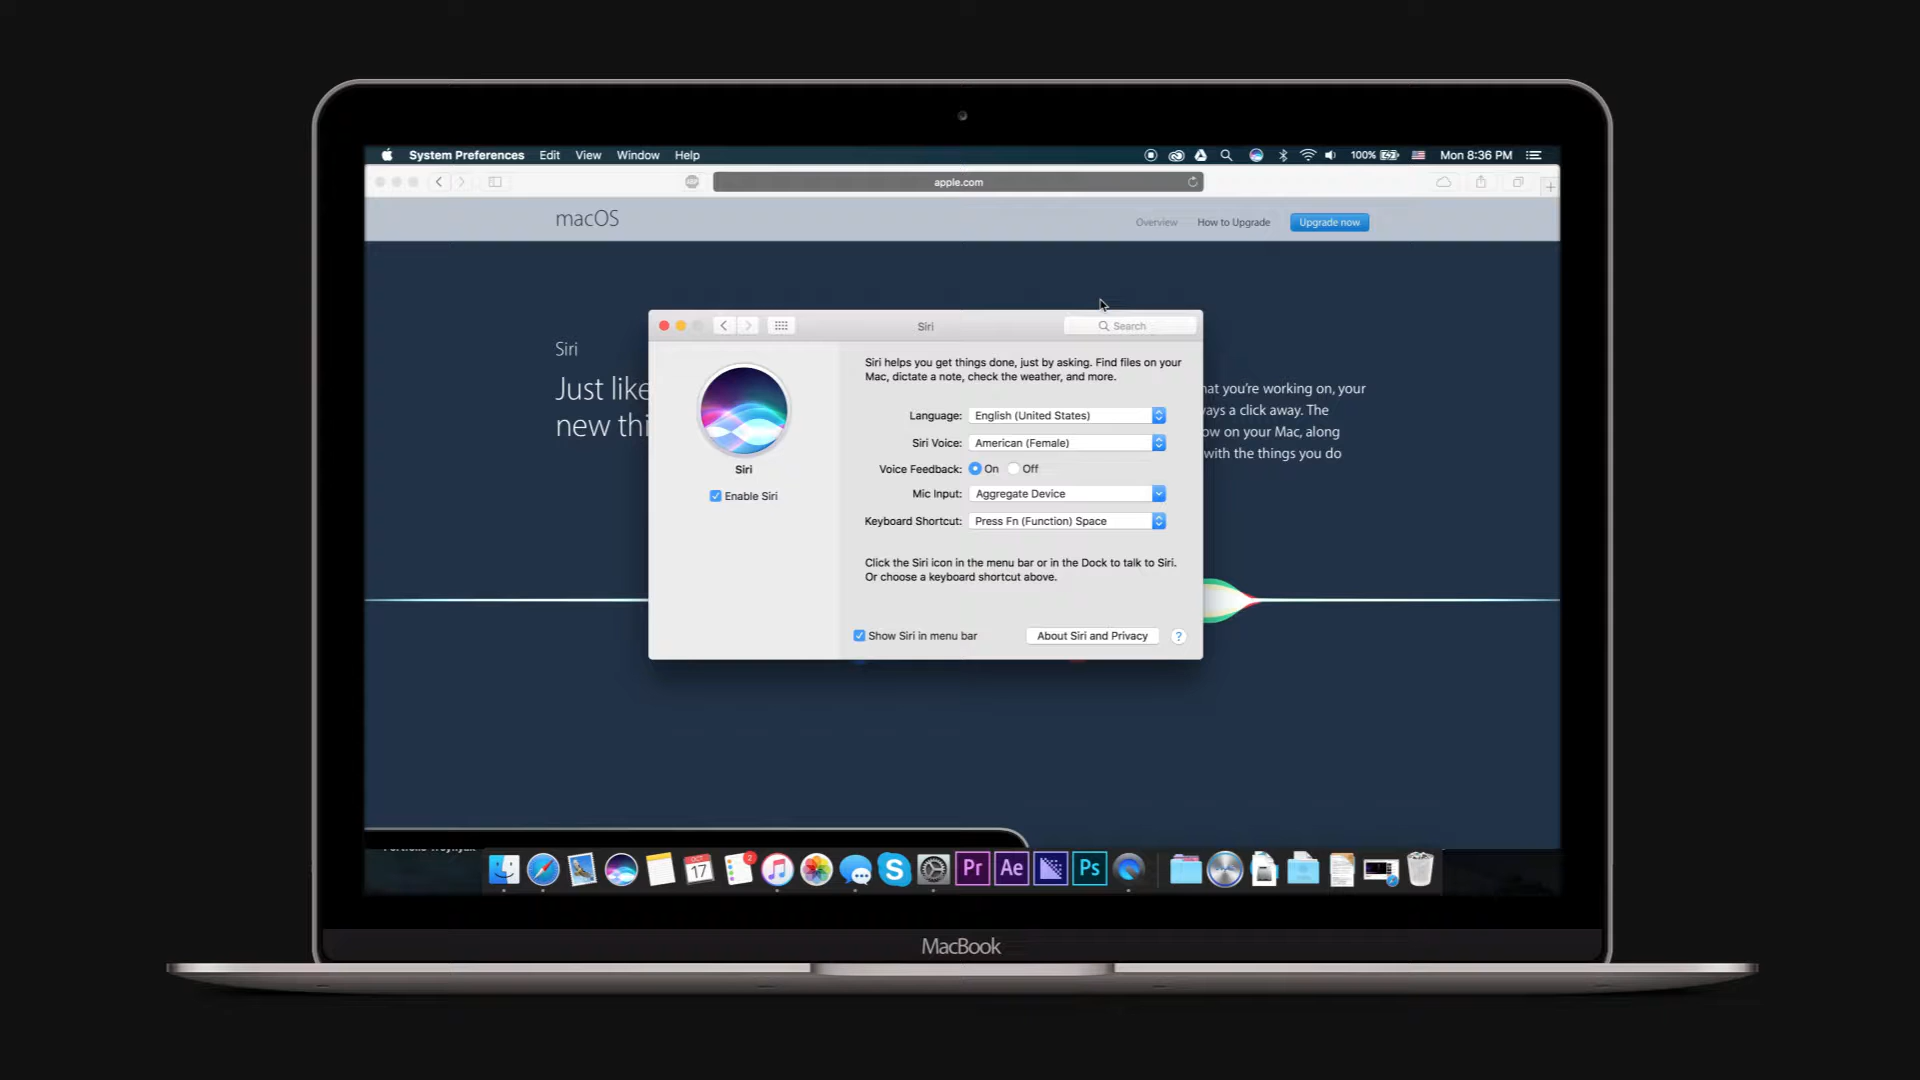 System Preferences Edit View Window Help
100% Mon 8:36 PM
apple.com
macOS
Overview How to Upgrade Upgrade now
Siri
Just like
new thi
hat you're working on, your
ways a click away. The
ow on your Mac, along
with the things you do
Siri
Search
Siri
Enable Siri
Siri helps you get things done, just by asking. Find files on your
Mac, dictate a note, check the weather, and more.
Language: English (United States)
Siri Voice: American (Female)
Voice Feedback: On Off
Mic Input: Aggregate Device
Keyboard Shortcut: Press Fn (Function) Space
Click the Siri icon in the menu bar or in the Dock to talk to Siri.
Or choose a keyboard shortcut above.
Show Siri in menu bar
About Siri and Privacy ?
OCT
17
2
S
Pr Ae Ps
MacBook